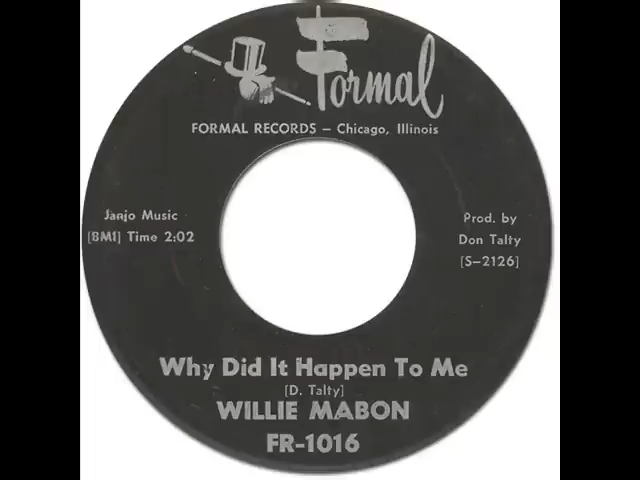 Formal
FORMAL RECORDS – Chicago, Illinois
Janjo Music
[BMI] Time 2:02
Prod. by
Don Talty
[S-2126]
Why Did It Happen To Me
[D. Talty]
WILLIE MABON
FR-1016